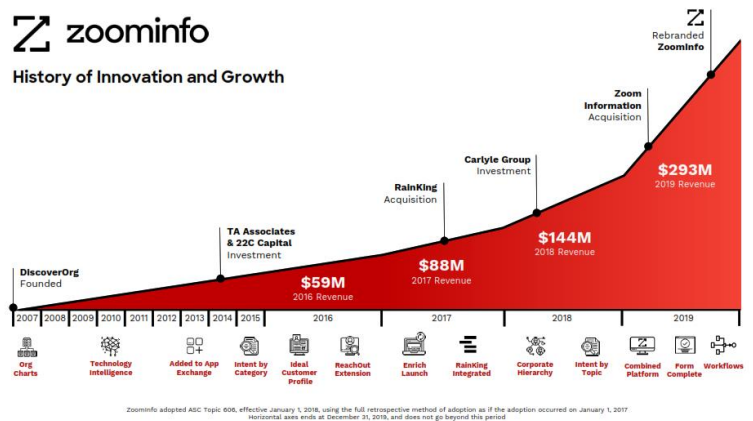 zoominfo
History of Innovation and Growth
Rebranded
ZoomInfo
Zoom
Information
Acquisition
Carlyle Group
Investment
RainKing
Acquisition
TA Associates
& 22C Capital
Investment
DiscoverOrg
Founded
$59M
2016 Revenue
$88M
2017 Revenue
$144M
2018 Revenue
$293M
2019 Revenue
2007 2008 2009 2010 2011 2012 2013 2014 2015 2016 2017 2018 2019
Org
Charts
Technology
Intelligence
Added to App
Exchange
Intent by
Category
Ideal
Customer
Profile
ReachOut
Extension
Enrich
Launch
RainKing
Integrated
Corporate
Hierarchy
Intent by
Topic
Combined
Platform
Form
Complete
Workflows
ZoomInfo adopted ASC Topic 606, effective January 1, 2018, using the full retrospective method of adoption as if the adoption occurred on January 1, 2017
Horizontal axes ends at December 31, 2019, and does not go beyond this period